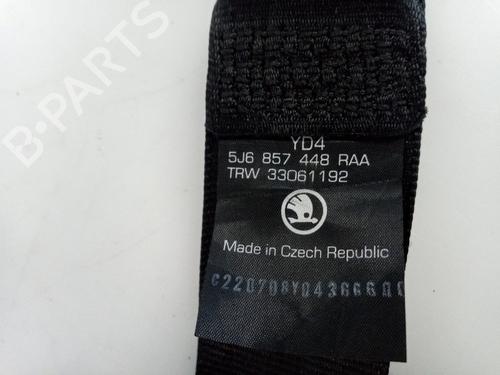 B-PARTS
YD4
5J6 857 448 RAA
TRW 33061192
Made in Czech Republic